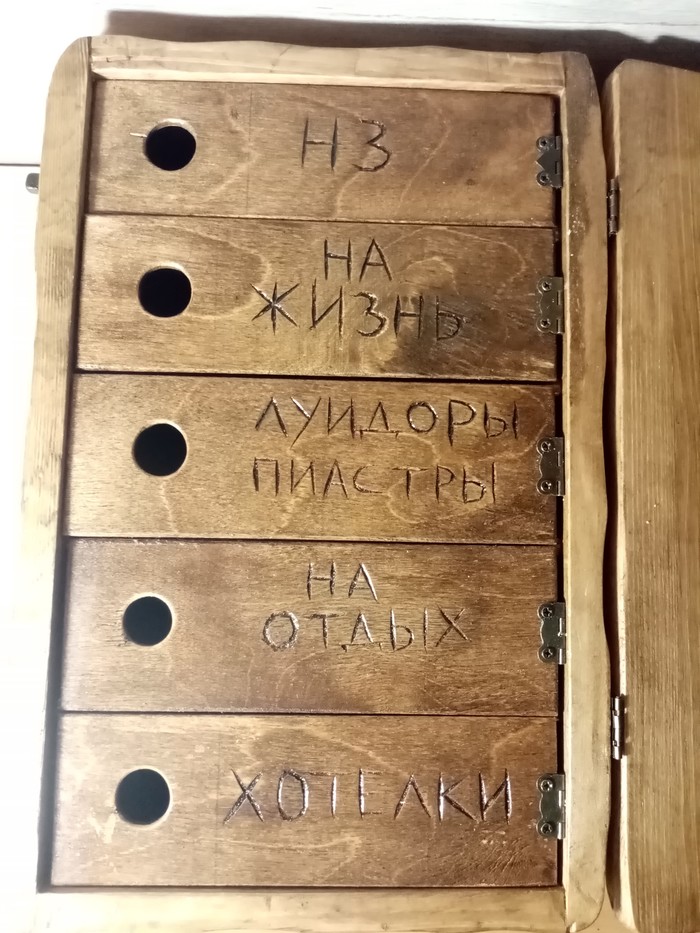 НЗ
НА
ЖИЗНЬ
ЛУИДОРЫ
ПИАСТРЫ
НА
ОТДЫХ
ХОТЕЛКИ